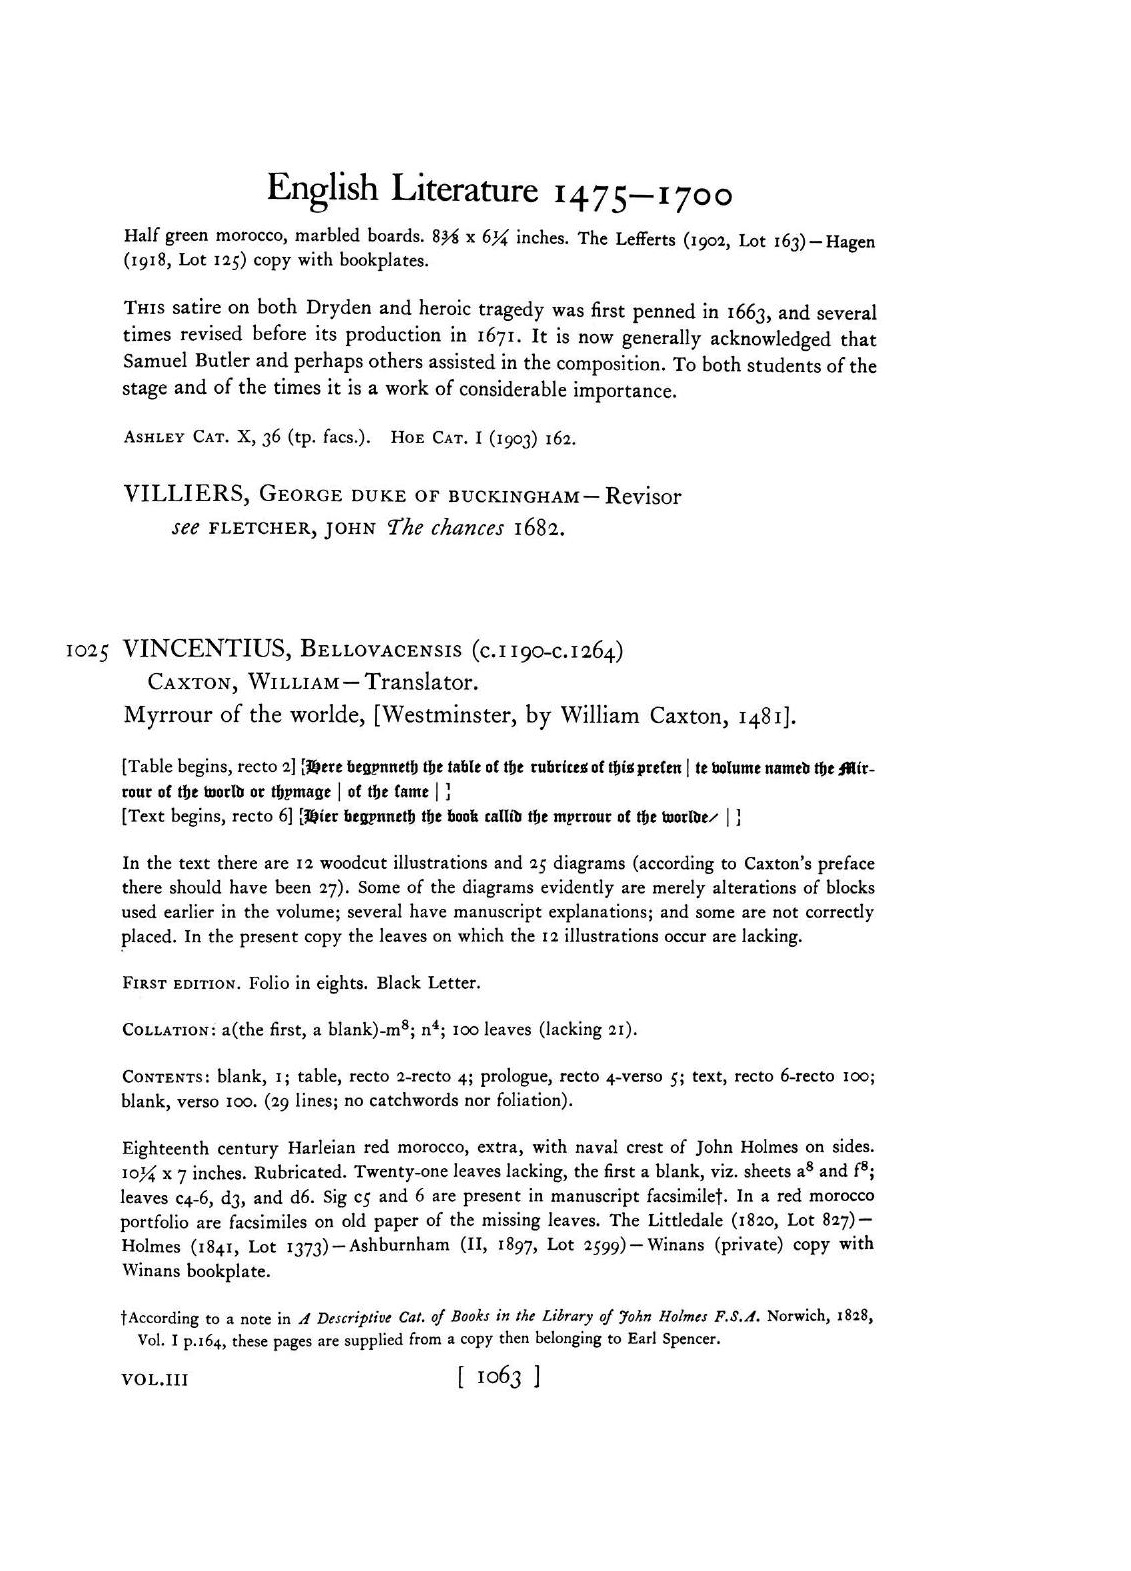 English Literature 1475–1700
Half green morocco, marbled boards. 8⅜ x 6¼ inches. The Lefferts (1902, Lot 163)—Hagen
(1918, Lot 125) copy with bookplates.
This satire on both Dryden and heroic tragedy was first penned in 1663, and several
times revised before its production in 1671. It is now generally acknowledged that
Samuel Butler and perhaps others assisted in the composition. To both students of the
stage and of the times it is a work of considerable importance.
Ashley Cat. X, 36 (tp. facs.). Hoe Cat. I (1903) 162.
VILLIERS, George duke of buckingham—Revisor
see FLETCHER, JOHN The chances 1682.
1025 VINCENTIUS, Bellovacensis (c.1190-c.1264)
Caxton, William—Translator.
Myrrour of the worlde, [Westminster, by William Caxton, 1481].
[Table begins, recto 2] [Here begynneth the table of the rubrices of this presen | te volume named the Mir-
rour of the world or thymage | of the same | ]
[Text begins, recto 6] [Hier begynneth the book callid the myrrour of the worlde/ | ]
In the text there are 12 woodcut illustrations and 25 diagrams (according to Caxton's preface
there should have been 27). Some of the diagrams evidently are merely alterations of blocks
used earlier in the volume; several have manuscript explanations; and some are not correctly
placed. In the present copy the leaves on which the 12 illustrations occur are lacking.
First edition. Folio in eights. Black Letter.
Collation: a(the first, a blank)-m⁸; n⁴; 100 leaves (lacking 21).
Contents: blank, 1; table, recto 2-recto 4; prologue, recto 4-verso 5; text, recto 6-recto 100;
blank, verso 100. (29 lines; no catchwords nor foliation).
Eighteenth century Harleian red morocco, extra, with naval crest of John Holmes on sides.
10¼ x 7 inches. Rubricated. Twenty-one leaves lacking, the first a blank, viz. sheets a⁸ and f⁸;
leaves c4-6, d3, and d6. Sig c5 and 6 are present in manuscript facsimile†. In a red morocco
portfolio are facsimiles on old paper of the missing leaves. The Littledale (1820, Lot 827)—
Holmes (1841, Lot 1373)—Ashburnham (II, 1897, Lot 2599)—Winans (private) copy with
Winans bookplate.
†According to a note in A Descriptive Cat. of Books in the Library of John Holmes F.S.A. Norwich, 1828,
Vol. I p.164, these pages are supplied from a copy then belonging to Earl Spencer.
VOL.III [ 1063 ]